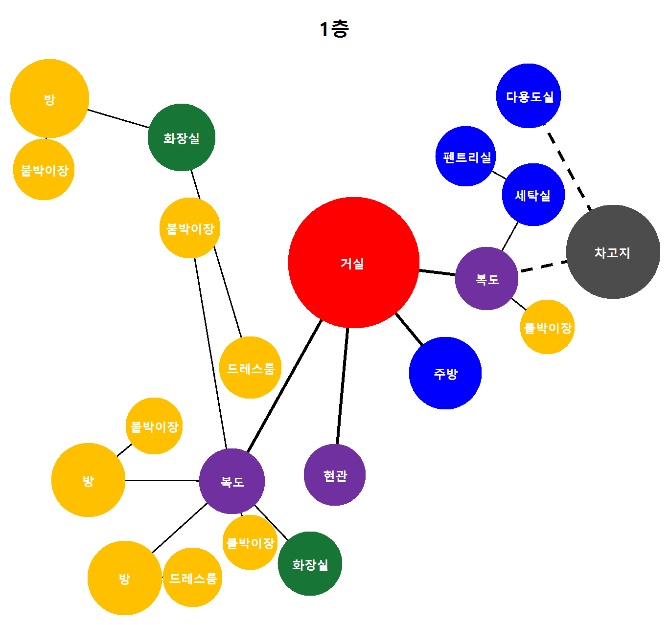 1층
방
화장실
붙박이장
붙박이장
드레스룸
다용도실
팬트리실
세탁실
거실
복도
차고지
붙박이장
주방
현관
붙박이장
방
복도
붙박이장
화장실
방
드레스룸